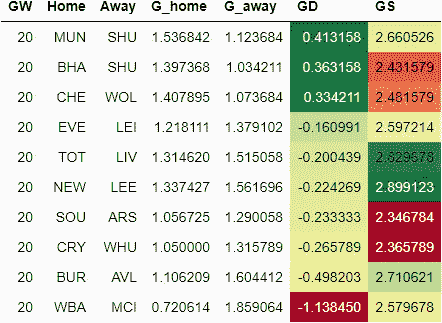 GW Home Away G_home G_away GD GS
20 MUN SHU 1.536842 1.123684 0.413158 2.660526
20 BHA SHU 1.397368 1.034211 0.363158 2.431579
20 CHE WOL 1.407895 1.073684 0.334211 2.481579
20 EVE LEI 1.218111 1.379102 -0.160991 2.597214
20 TOT LIV 1.314620 1.515058 -0.200439 2.829678
20 NEW LEE 1.337427 1.561696 -0.224269 2.899123
20 SOU ARS 1.056725 1.290058 -0.233333 2.346784
20 CRY WHU 1.050000 1.315789 -0.265789 2.365789
20 BUR AVL 1.106209 1.604412 -0.498203 2.710621
20 WBA MCI 0.720614 1.859064 -1.138450 2.579678